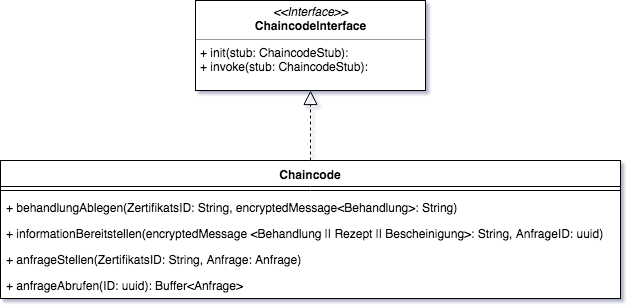 <<Interface>>
ChaincodeInterface
+ init(stub: ChaincodeStub):
+ invoke(stub: ChaincodeStub):
Chaincode
+ behandlungAblegen(ZertifikatsID: String, encryptedMessage<Behandlung>: String)
+ informationBereitstellen(encryptedMessage <Behandlung || Rezept || Bescheinigung>: String, AnfrageID: uuid)
+ anfrageStellen(ZertifikatsID: String, Anfrage: Anfrage)
+ anfrageAbrufen(ID: uuid): Buffer<Anfrage>